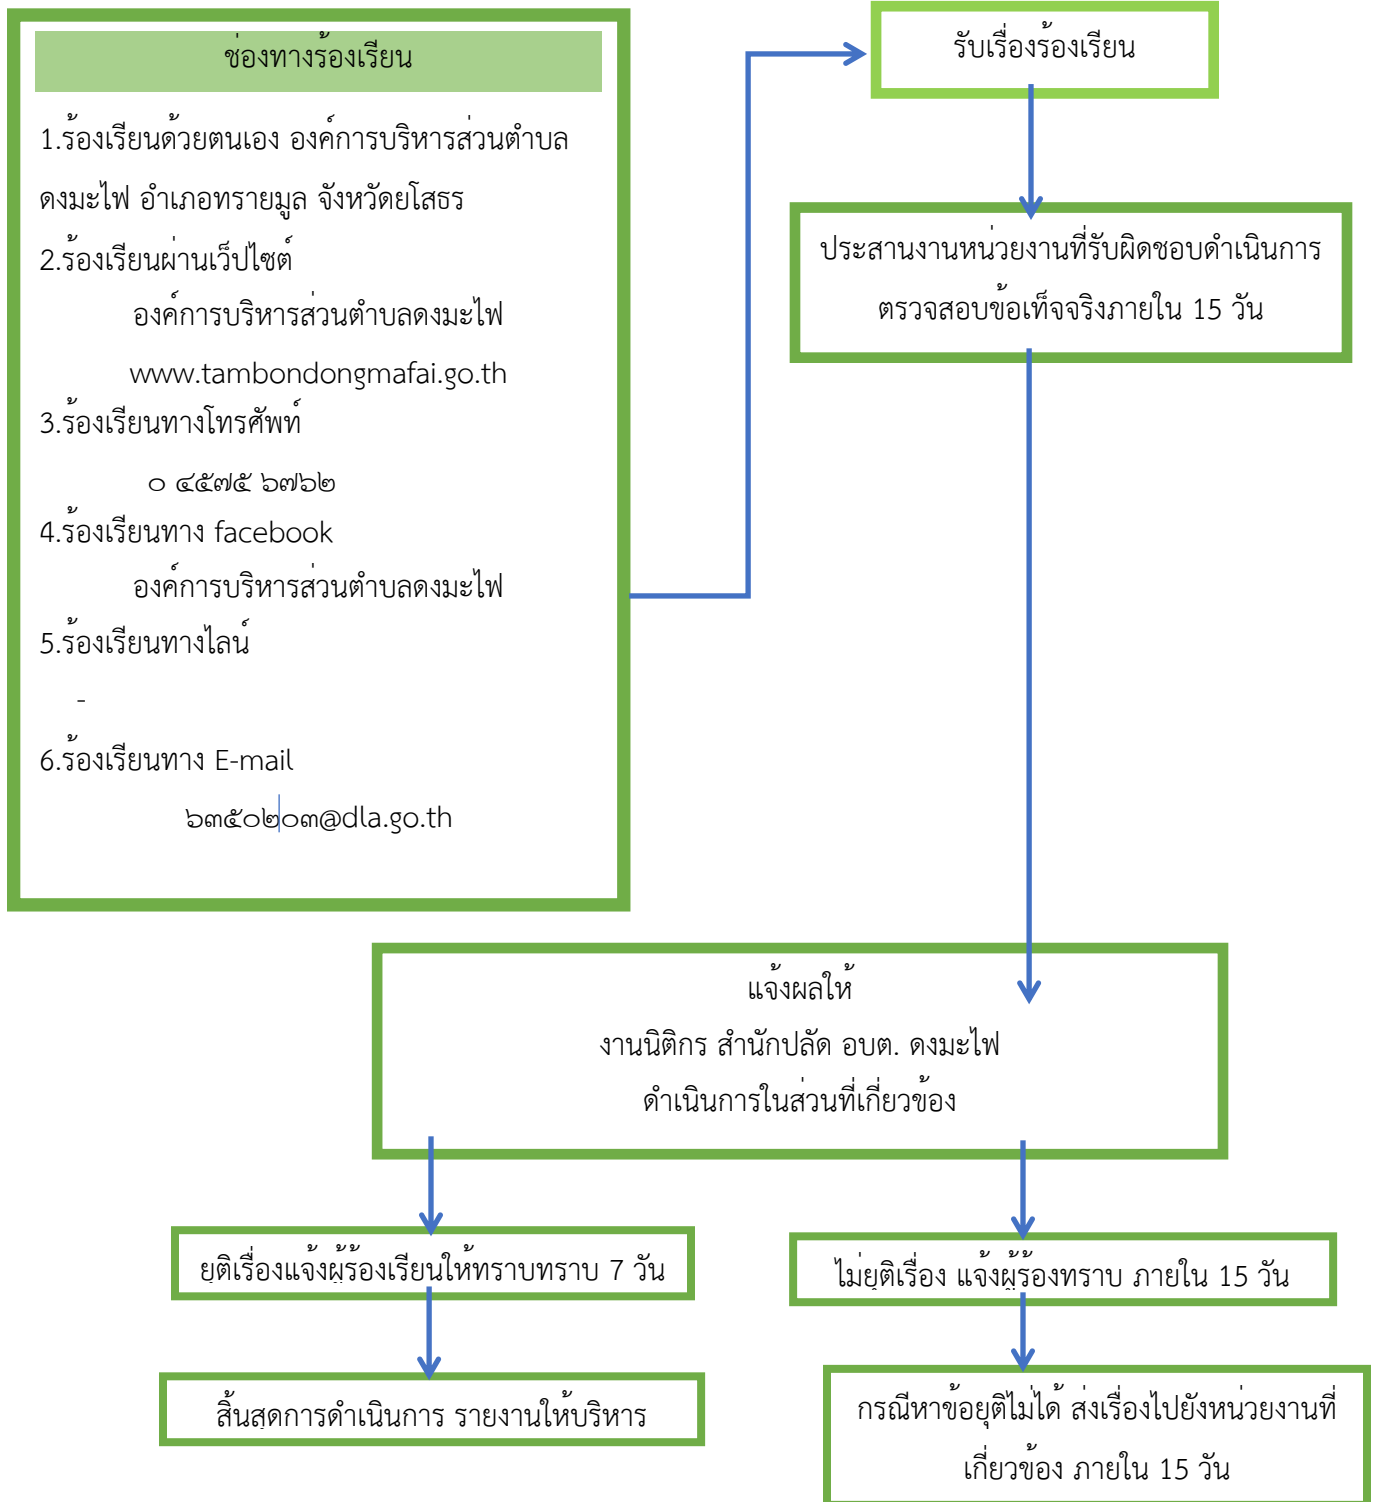 ช่องทางร้องเรียน
1.ร้องเรียนด้วยตนเอง องค์การบริหารส่วนตำบล
ดงมะไฟ อำเภอทรายมูล จังหวัดยโสธร
2.ร้องเรียนผ่านเว็ปไซต์
องค์การบริหารส่วนตำบลดงมะไฟ
www.tambondongmafai.go.th
3.ร้องเรียนทางโทรศัพท์
๐ ๔๕๗๕ ๖๗๖๒
4.ร้องเรียนทาง facebook
องค์การบริหารส่วนตำบลดงมะไฟ
5.ร้องเรียนทางไลน์
-
6.ร้องเรียนทาง E-mail
๖๓๕๐๒๐๓@dla.go.th
รับเรื่องร้องเรียน
ประสานงานหน่วยงานที่รับผิดชอบดำเนินการ
ตรวจสอบข้อเท็จจริงภายใน 15 วัน
แจ้งผลให้
งานนิติกร สำนักปลัด อบต. ดงมะไฟ
ดำเนินการในส่วนที่เกี่ยวข้อง
ยุติเรื่องแจ้งผู้ร้องเรียนให้ทราบทราบ 7 วัน
ไม่ยุติเรื่อง แจ้งผู้ร้องทราบ ภายใน 15 วัน
สิ้นสุดการดำเนินการ รายงานให้บริหาร
กรณีหาข้อยุติไม่ได้ ส่งเรื่องไปยังหน่วยงานที่
เกี่ยวข้อง ภายใน 15 วัน